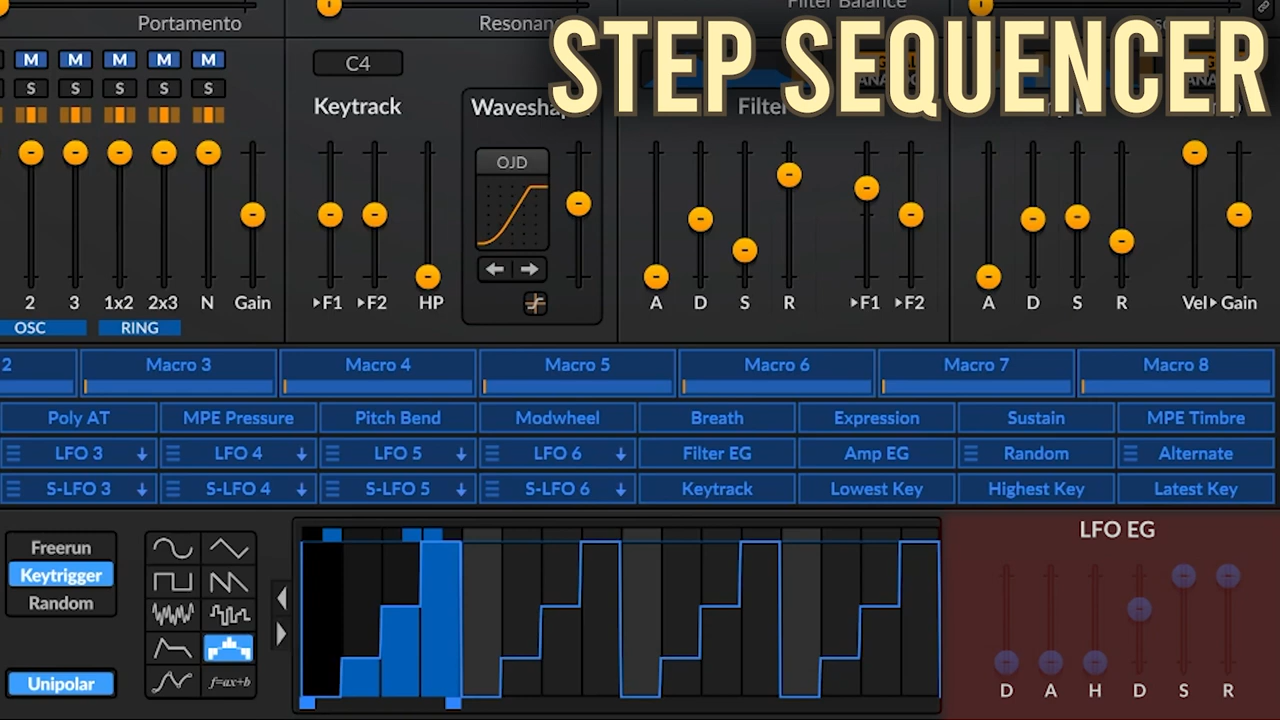 STEP SEQUENCER
Portamento
Filter Balance
M M M M M
S S S S S
C4
Keytrack
Waveshap
OJD
Filter
2 3 1x2 2x3 N Gain
▸F1 ▸F2 HP
A D S R ▸F1 ▸F2
A D S R Vel▸Gain
OSC RING
2 Macro 3 Macro 4 Macro 5 Macro 6 Macro 7 Macro 8
Poly AT MPE Pressure Pitch Bend Modwheel Breath Expression Sustain MPE Timbre
LFO 3 LFO 4 LFO 5 LFO 6 Filter EG Amp EG Random Alternate
S-LFO 3 S-LFO 4 S-LFO 5 S-LFO 6 Keytrack Lowest Key Highest Key Latest Key
Freerun
Keytrigger
Random
Unipolar
f=ax+b
LFO EG
D A H D S R